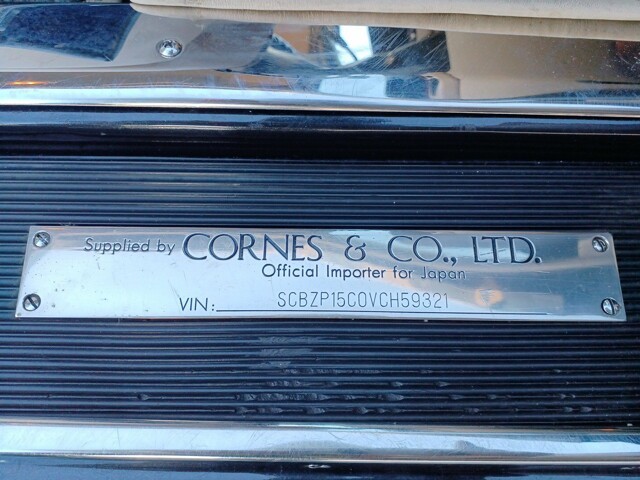 Supplied by CORNES & CO., LTD.
Official Importer for Japan
VIN: SCBZP15C0VCH59321